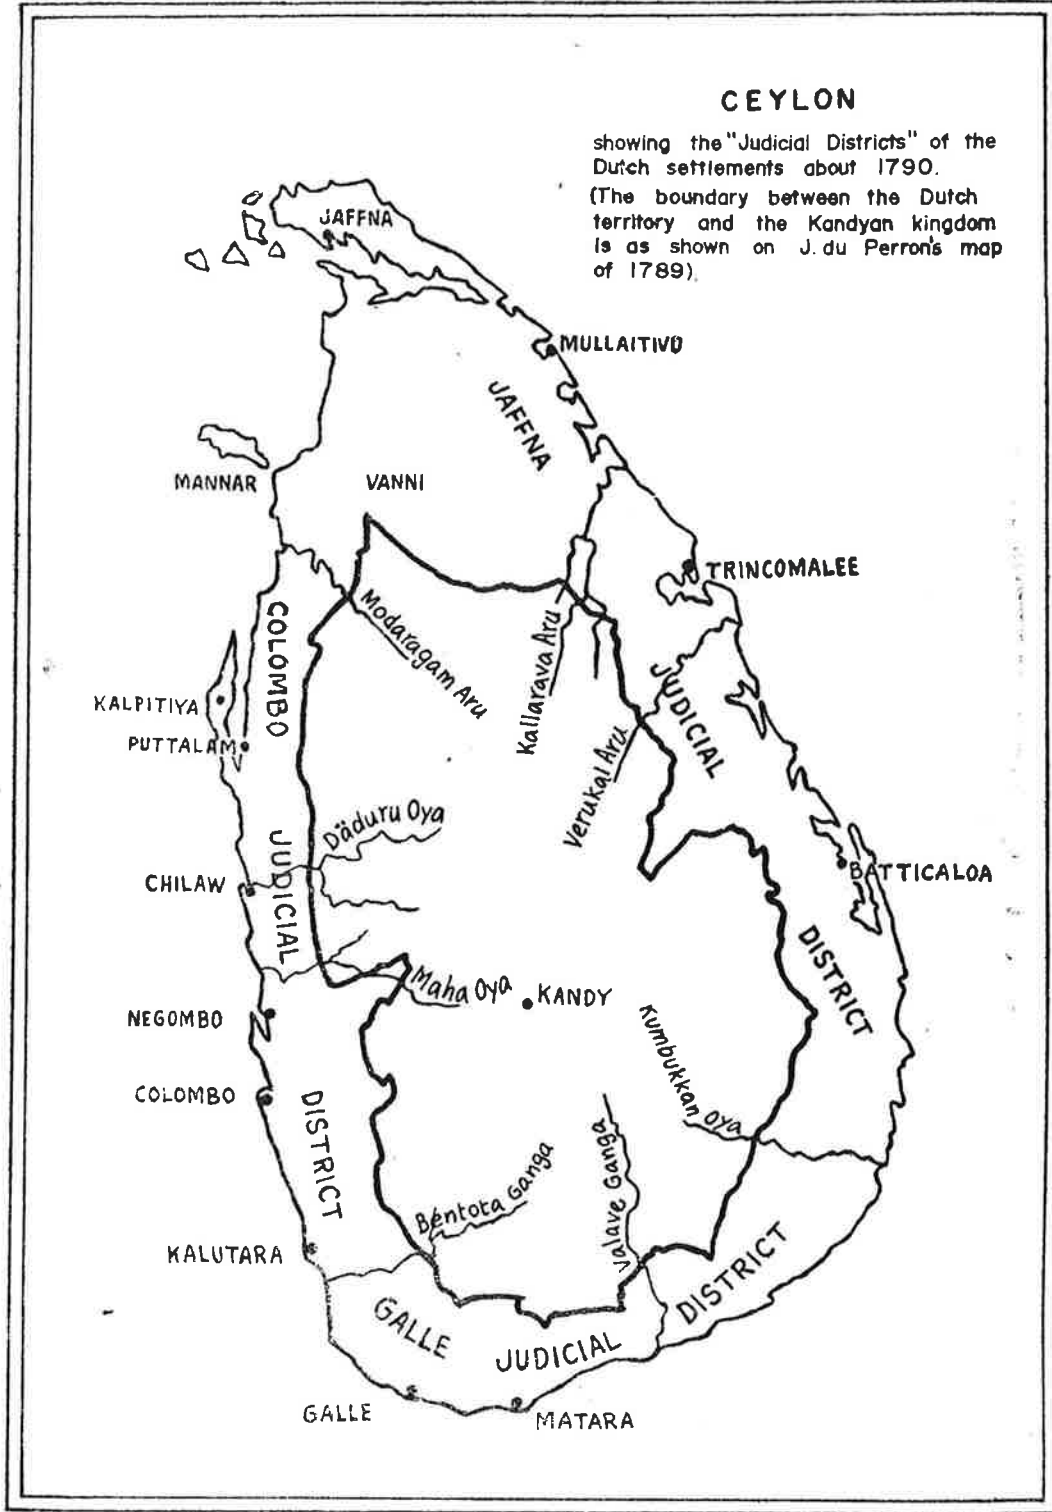 CEYLON
showing the "Judicial Districts" of the
Dutch settlements about 1790.
(The boundary between the Dutch
territory and the Kandyan kingdom
is as shown on J. du Perron's map
of 1789).
JAFFNA
MULLAITIVU
JAFFNA
MANNAR
VANNI
TRINCOMALEE
COLOMBO
Modaragam Aru
Kallarava Aru
JUDICIAL
KALPITIYA
PUTTALAM
Verukal Aru
Däduru Oya
JUDICIAL
CHILAW
BATTICALOA
DISTRICT
Maha Oya
KANDY
NEGOMBO
Kumbukkan Oya
COLOMBO
DISTRICT
Valave Ganga
Bentota Ganga
KALUTARA
DISTRICT
GALLE
JUDICIAL
GALLE
MATARA